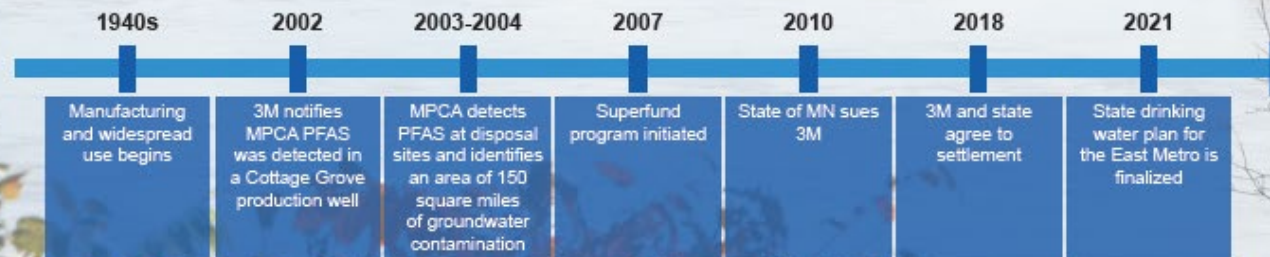 1940s
Manufacturing
and widespread
use begins
2002
3M notifies
MPCA PFAS
was detected in
a Cottage Grove
production well
2003-2004
MPCA detects
PFAS at disposal
sites and identifies
an area of 150
square miles
of groundwater
contamination
2007
Superfund
program initiated
2010
State of MN sues
3M
2018
3M and state
agree to
settlement
2021
State drinking
water plan for
the East Metro is
finalized